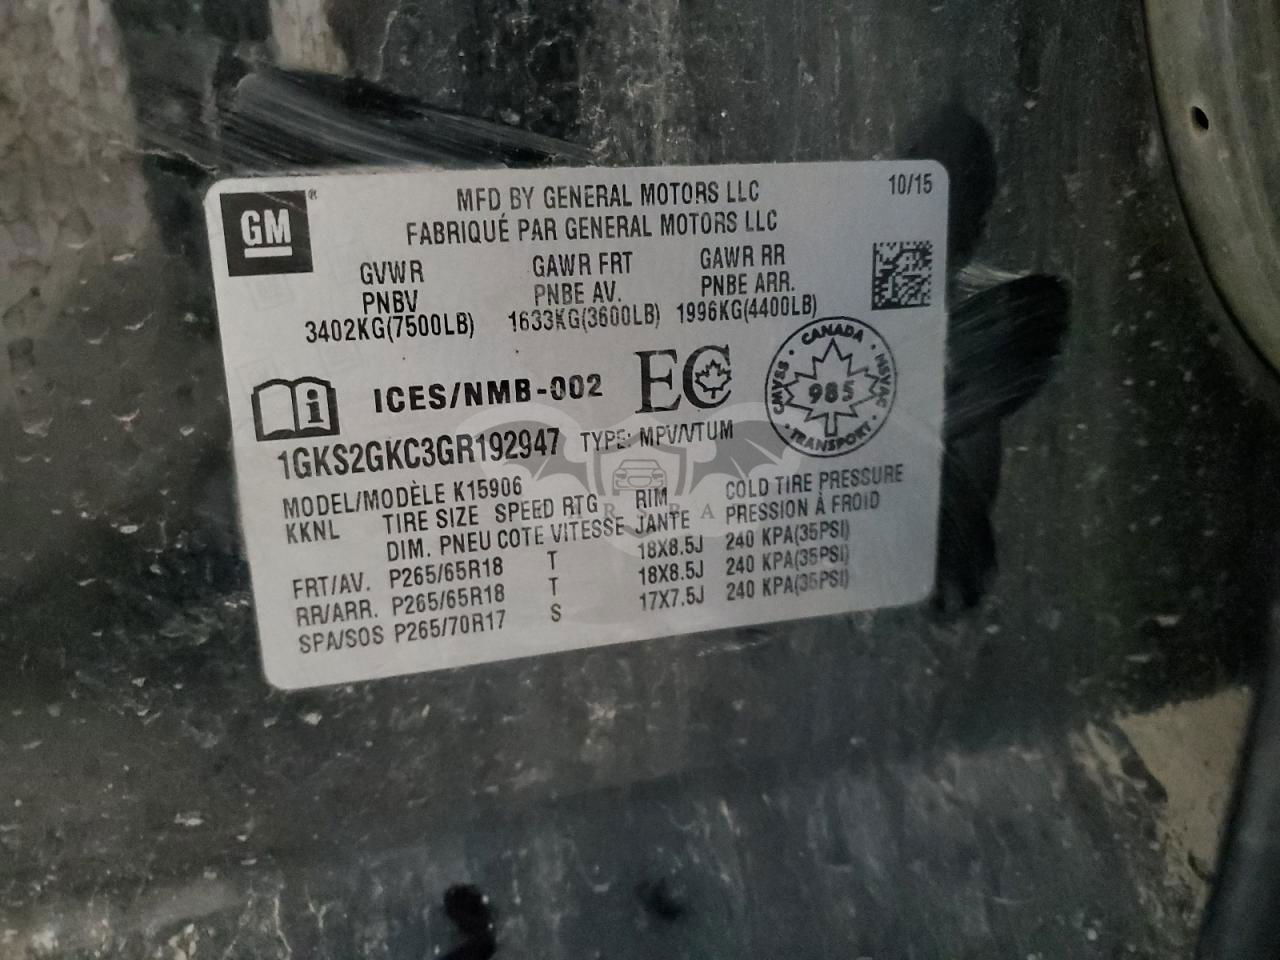 GM ®
MFD BY GENERAL MOTORS LLC
10/15
FABRIQUÉ PAR GENERAL MOTORS LLC
GVWR GAWR FRT GAWR RR
PNBV PNBE AV. PNBE ARR.
3402KG(7500LB) 1633KG(3600LB) 1996KG(4400LB)
i ICES/NMB-002 EC
CANADA
CMVSS • 985 • NSVAC
TRANSPORT
1GKS2GKC3GR192947 TYPE: MPV/VTUM
MODEL/MODÈLE K15906
KKNL TIRE SIZE SPEED RTG RIM COLD TIRE PRESSURE
DIM. PNEU COTE VITESSE JANTE PRESSION À FROID
FRT/AV. P265/65R18 T 18X8.5J 240 KPA(35PSI)
RR/ARR. P265/65R18 T 18X8.5J 240 KPA(35PSI)
SPA/SOS P265/70R17 S 17X7.5J 240 KPA(35PSI)